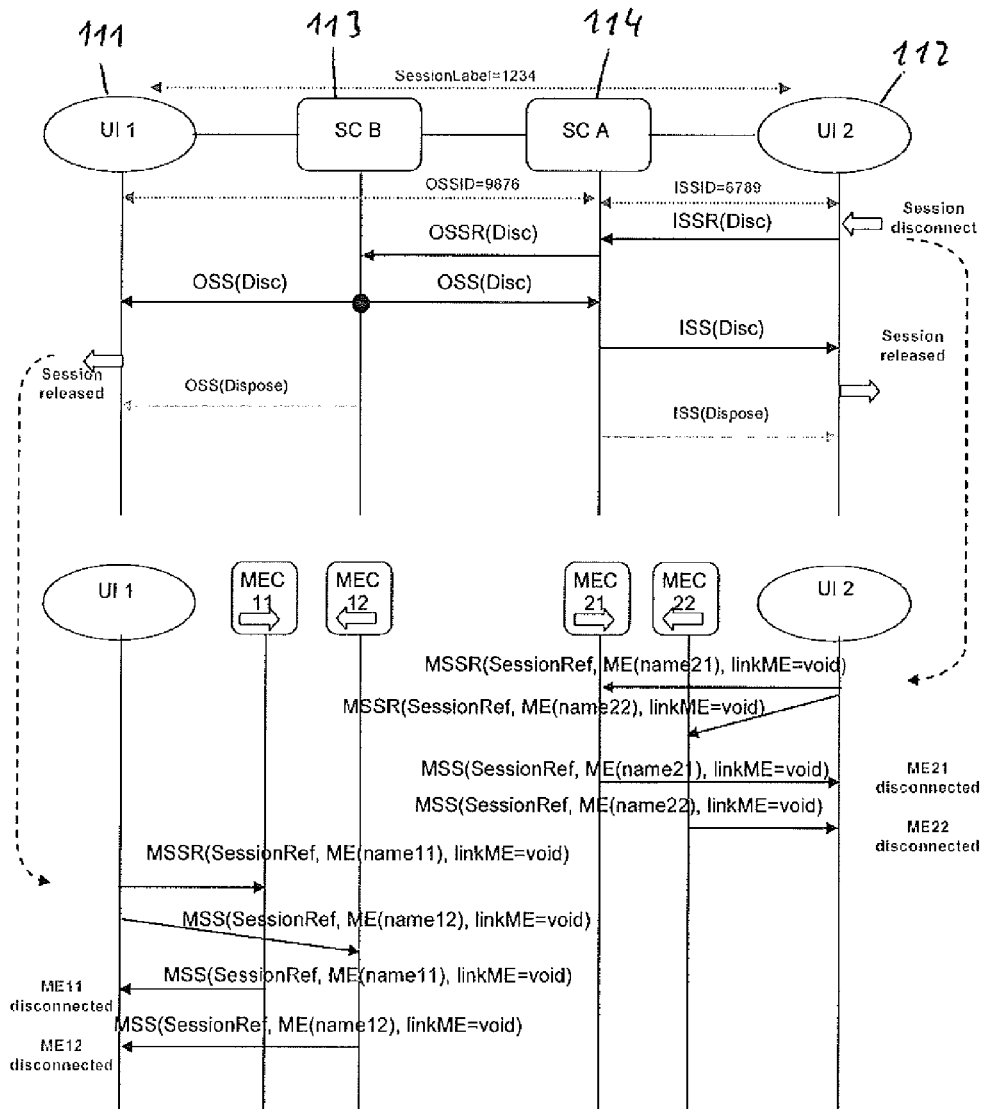 111
113
114
112
SessionLabel=1234
UI 1
SC B
SC A
UI 2
OSSID=9876
ISSID=6789
Session
disconnect
OSSR(Disc)
ISSR(Disc)
OSS(Disc)
OSS(Disc)
ISS(Disc)
Session
released
Session
released
OSS(Dispose)
ISS(Dispose)
UI 1
MEC
11
MEC
12
MEC
21
MEC
22
UI 2
MSSR(SessionRef, ME(name21), linkME=void)
MSSR(SessionRef, ME(name22), linkME=void)
MSS(SessionRef, ME(name21), linkME=void)
ME21
disconnected
MSS(SessionRef, ME(name22), linkME=void)
ME22
disconnected
MSSR(SessionRef, ME(name11), linkME=void)
MSS(SessionRef, ME(name12), linkME=void)
MSS(SessionRef, ME(name11), linkME=void)
ME11
disconnected
MSS(SessionRef, ME(name12), linkME=void)
ME12
disconnected